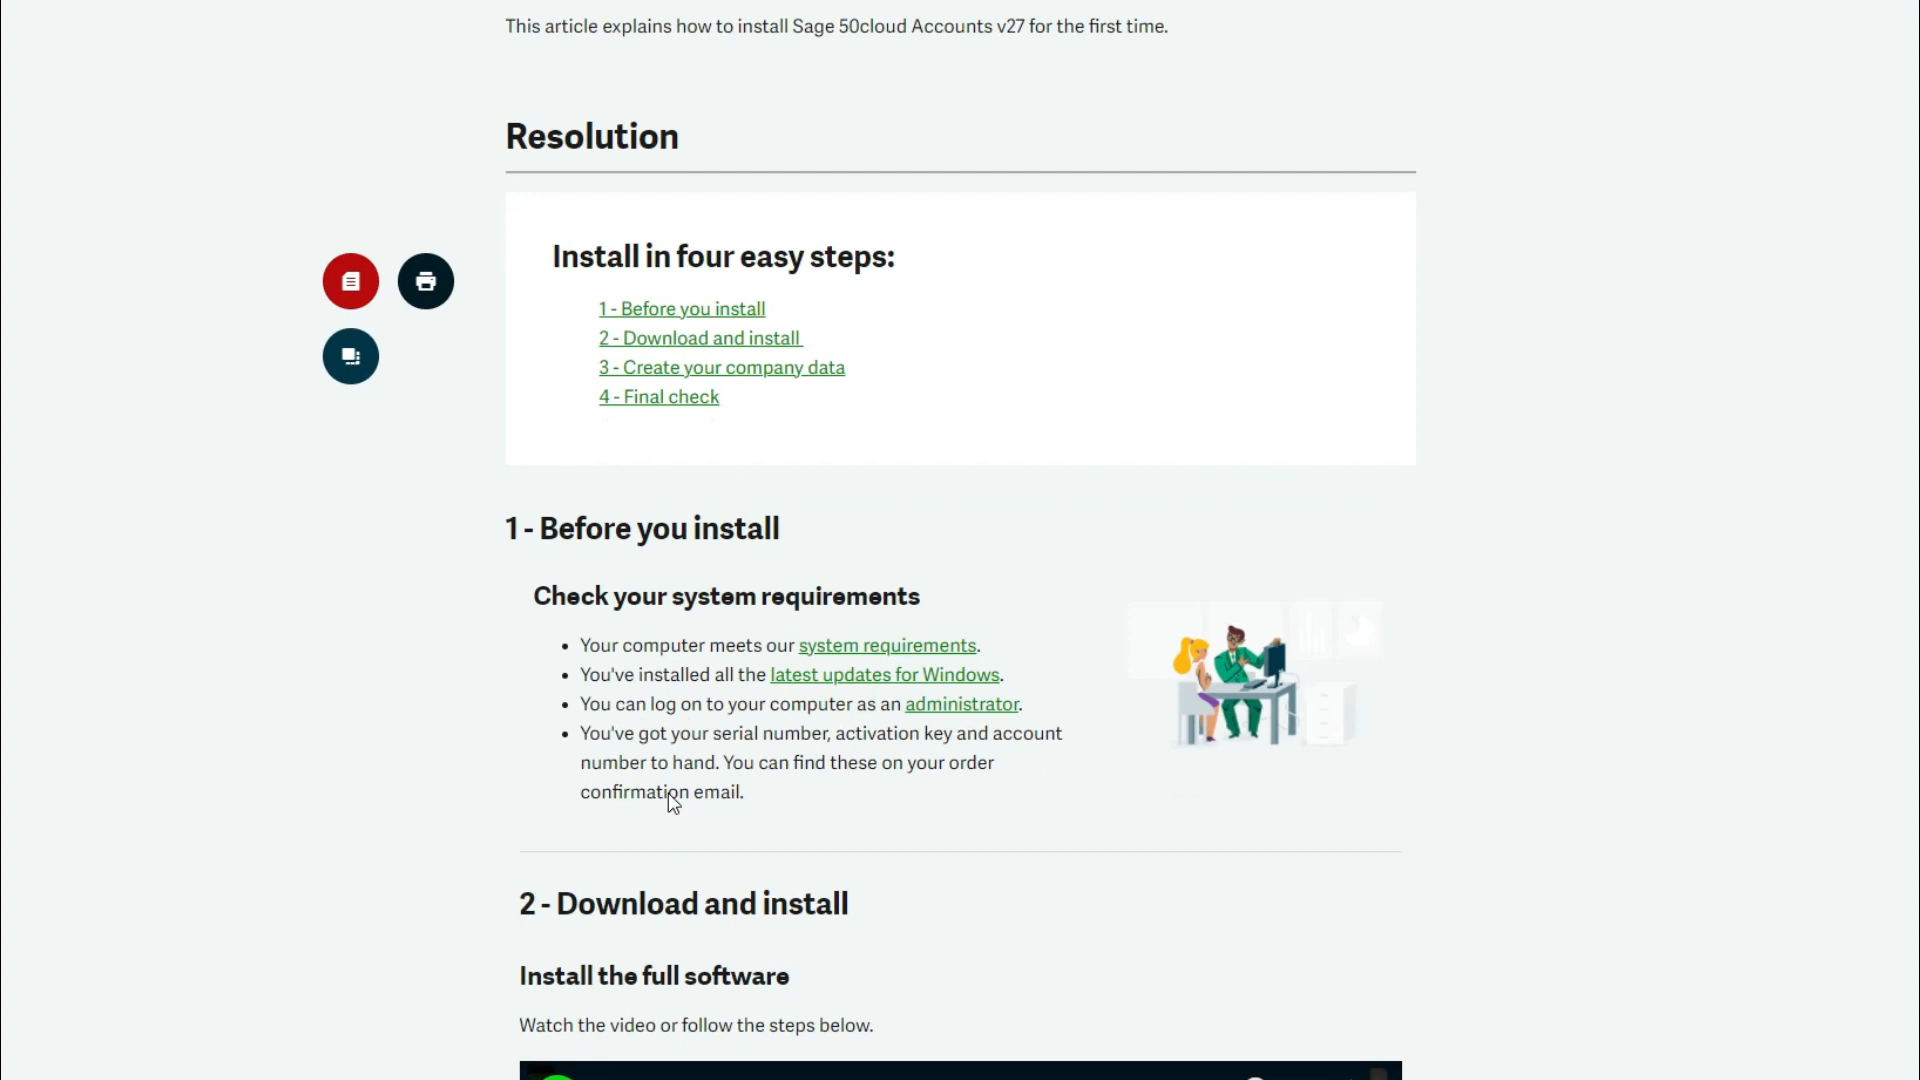 This article explains how to install Sage 50cloud Accounts v27 for the first time.
Resolution
Install in four easy steps:
1 - Before you install
2 - Download and install
3 - Create your company data
4 - Final check
1 - Before you install
Check your system requirements
• Your computer meets our system requirements.
• You've installed all the latest updates for Windows.
• You can log on to your computer as an administrator.
• You've got your serial number, activation key and account
number to hand. You can find these on your order
confirmation email.
2 - Download and install
Install the full software
Watch the video or follow the steps below.